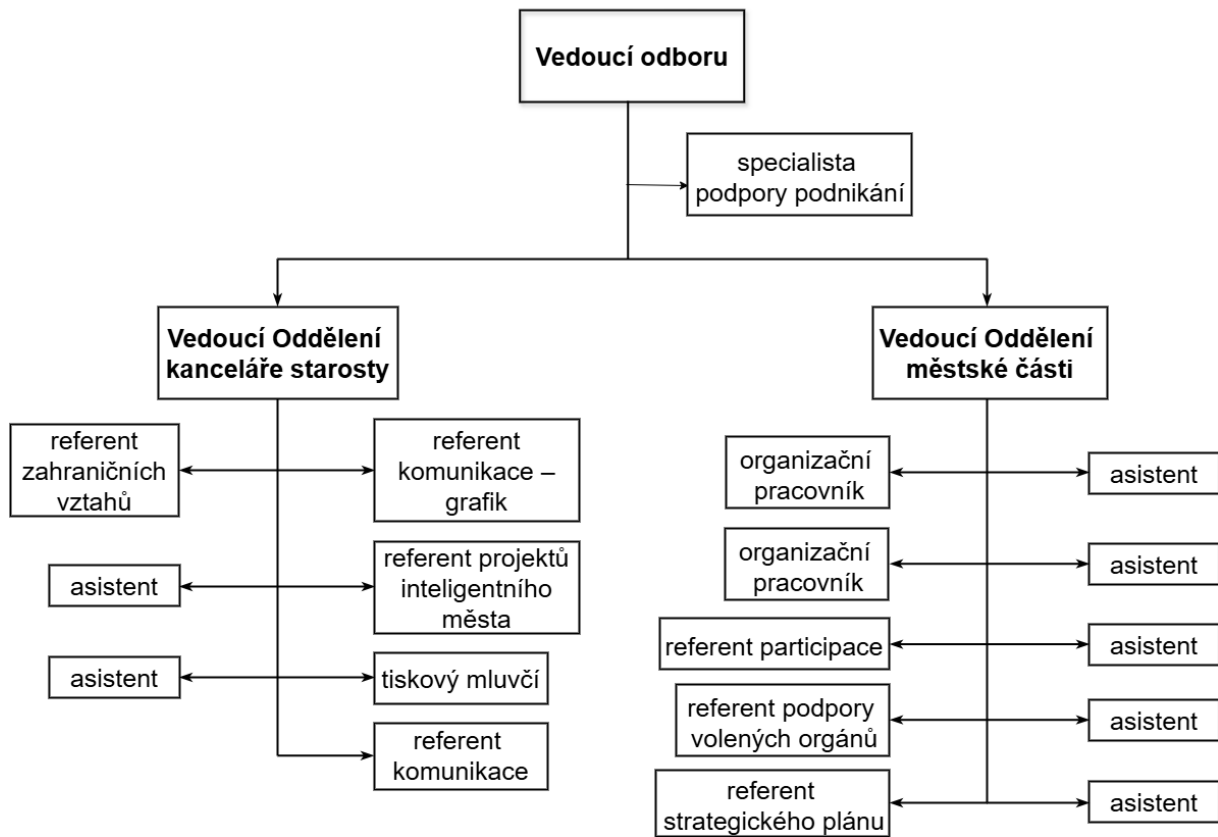 Vedoucí odboru
specialista
podpory podnikání
Vedoucí Oddělení
kanceláře starosty
referent
zahraničních
vztahů
referent
komunikace –
grafik
asistent
referent projektů
inteligentního
města
asistent
tiskový mluvčí
referent
komunikace
Vedoucí Oddělení
městské části
organizační
pracovník
asistent
organizační
pracovník
asistent
referent participace
asistent
referent podpory
volených orgánů
asistent
referent
strategického plánu
asistent